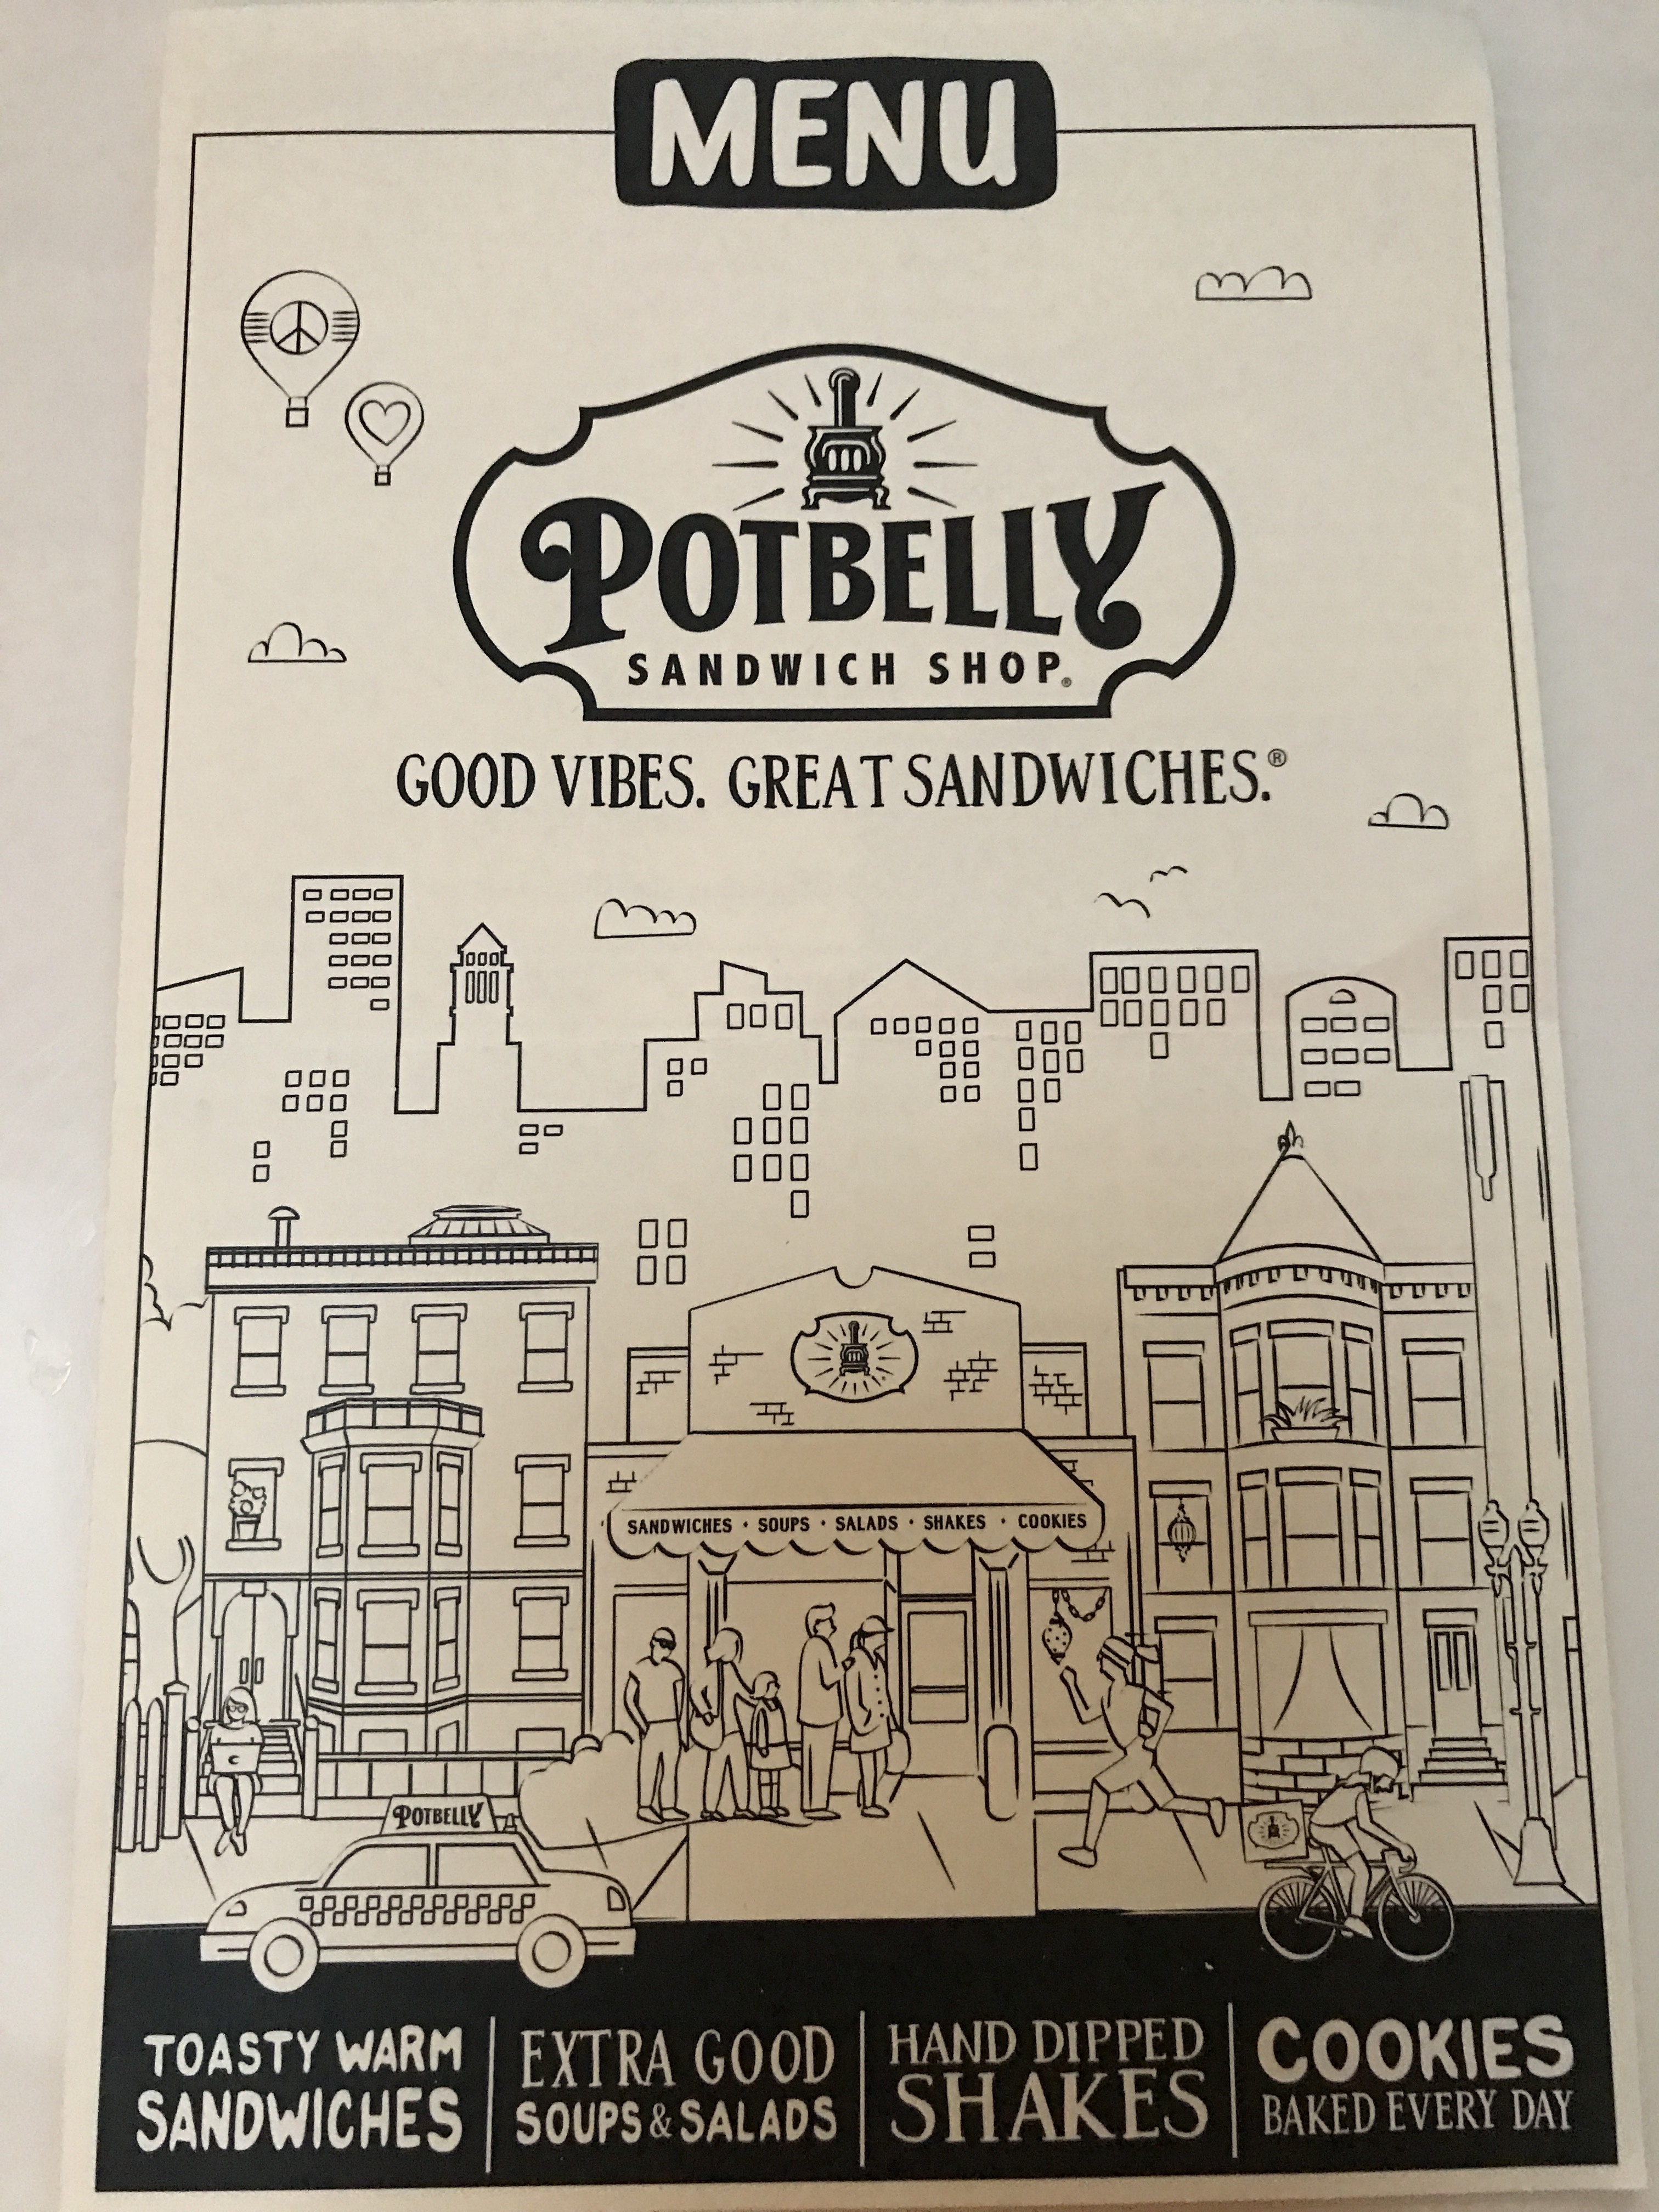 MENU
POTBELLY
SANDWICH SHOP®
GOOD VIBES. GREAT SANDWICHES.®
SANDWICHES · SOUPS · SALADS · SHAKES · COOKIES
POTBELLY
TOASTY WARM
SANDWICHES
EXTRA GOOD
SOUPS & SALADS
HAND DIPPED
SHAKES
COOKIES
BAKED EVERY DAY